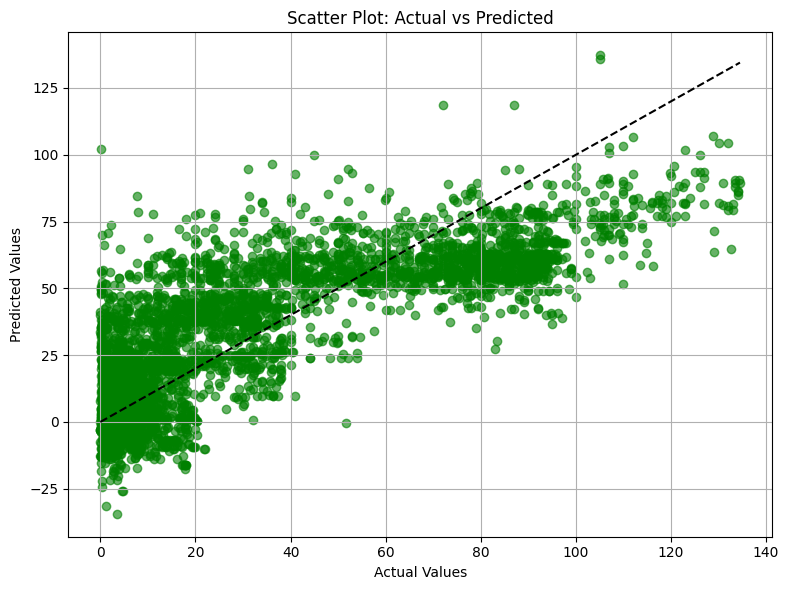 Scatter Plot: Actual vs Predicted
Predicted Values
125
100
75
50
25
0
−25
0 20 40 60 80 100 120 140
Actual Values